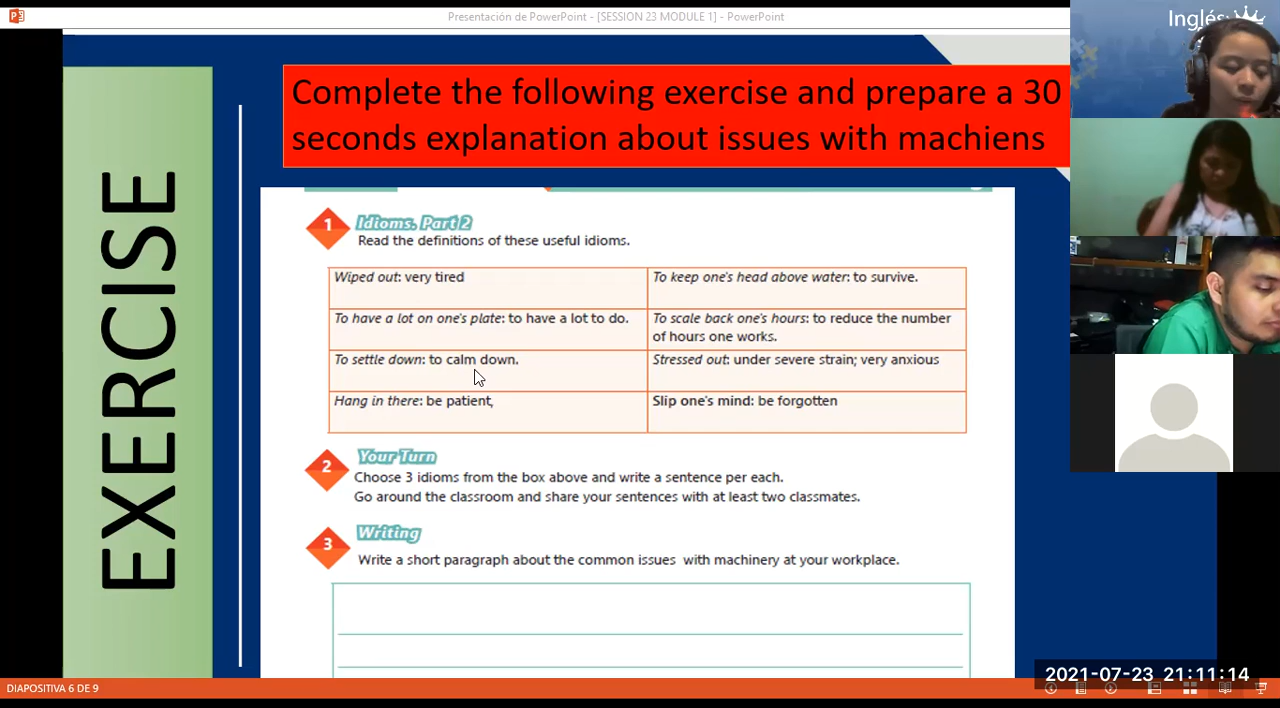 Presentación de PowerPoint - [SESSION 23 MODULE 1] - PowerPoint
Inglés
EXERCISE
Complete the following exercise and prepare a 30
seconds explanation about issues with machiens
1
Idioms. Part 2
Read the definitions of these useful idioms.
Wiped out: very tired
To keep one's head above water: to survive.
To have a lot on one's plate: to have a lot to do.
To scale back one's hours: to reduce the number
of hours one works.
To settle down: to calm down.
Stressed out: under severe strain; very anxious
Hang in there: be patient,
Slip one's mind: be forgotten
2
Your Turn
Choose 3 idioms from the box above and write a sentence per each.
Go around the classroom and share your sentences with at least two classmates.
3
Writing
Write a short paragraph about the common issues with machinery at your workplace.
2021-07-23 21:11:14
DIAPOSITIVA 6 DE 9